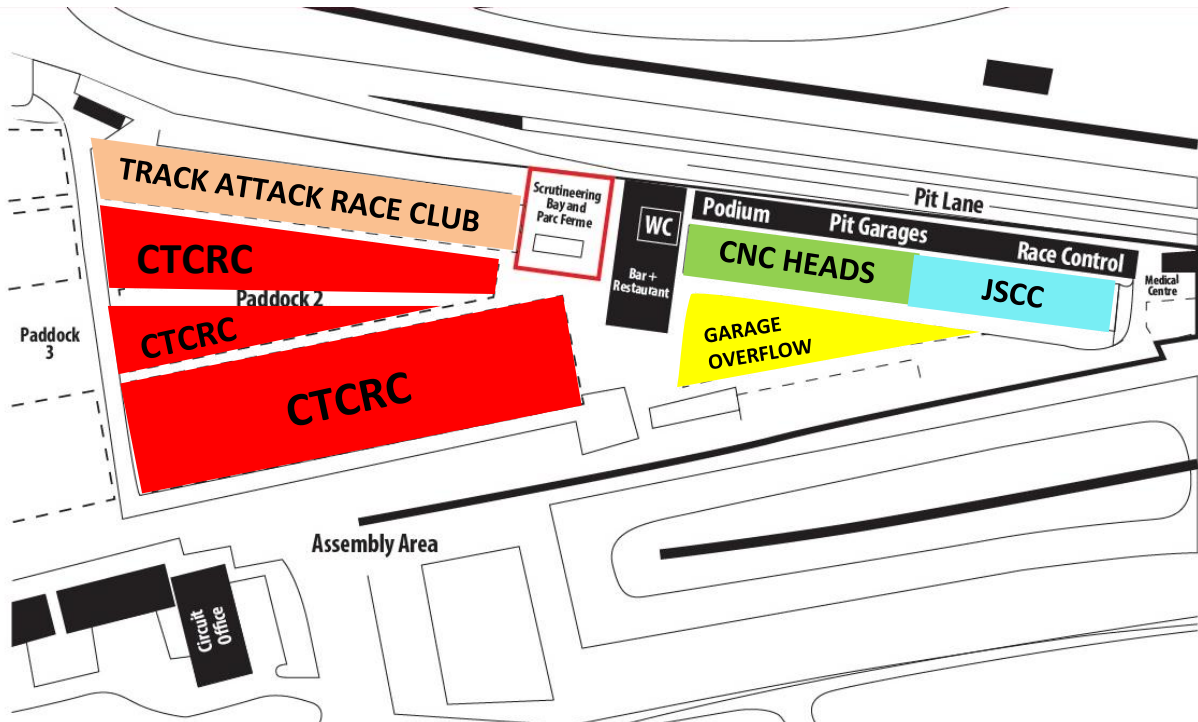 TRACK ATTACK RACE CLUB
Scrutineering
Bay and
Parc Ferme
WC
Bar +
Restaurant
Pit Lane
Podium
Pit Garages
Race Control
CNC HEADS
JSCC
Medical
Centre
CTCRC
Paddock 2
CTCRC
CTCRC
GARAGE
OVERFLOW
Paddock
3
Assembly Area
Circuit
Office